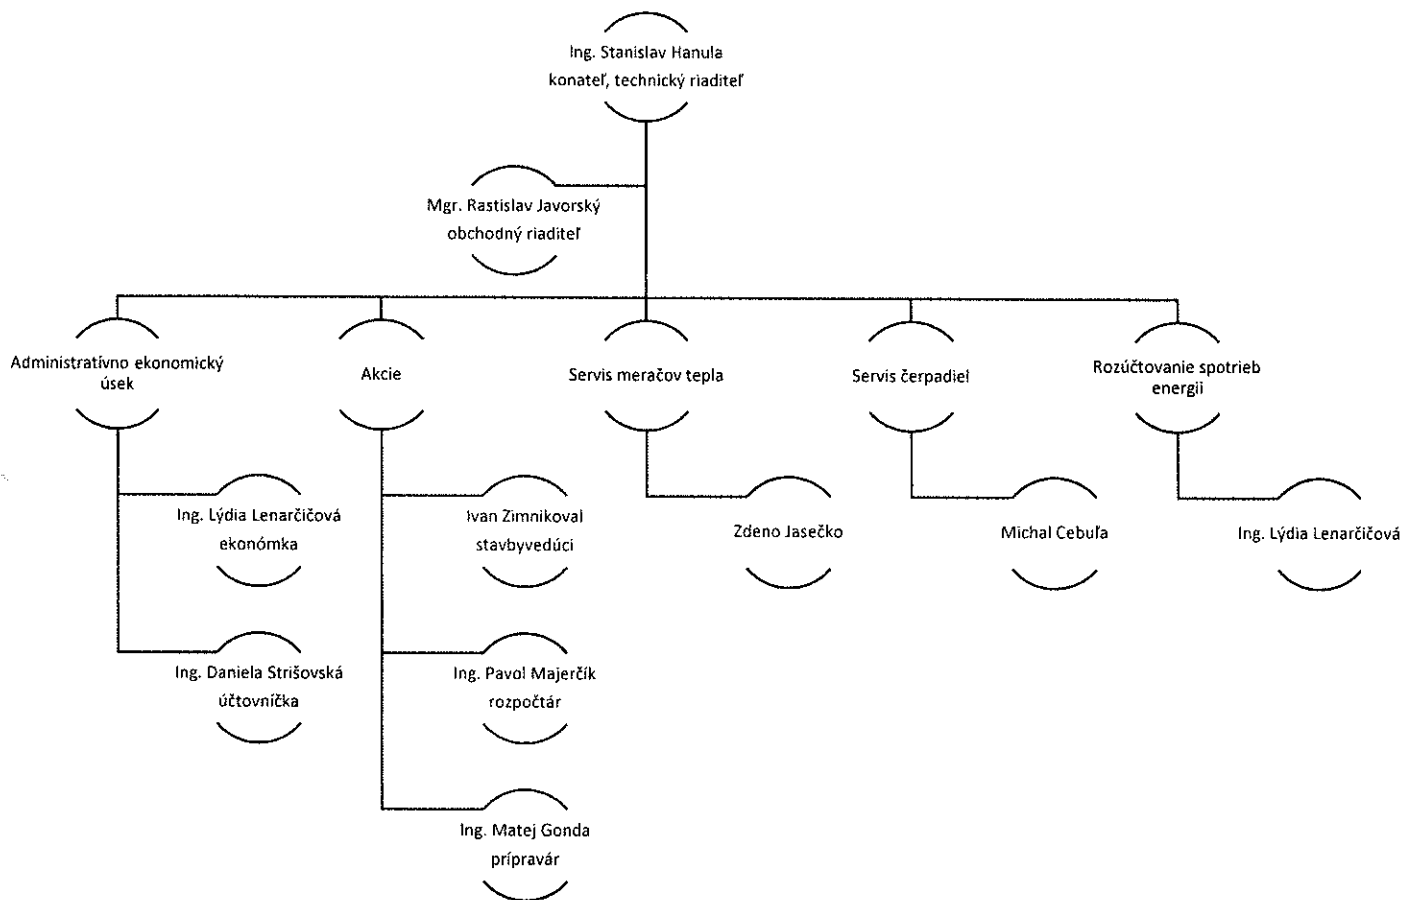 Ing. Stanislav Hanula
konateľ, technický riaditeľ
Mgr. Rastislav Javorský
obchodný riaditeľ
Administratívno ekonomický
úsek
Akcie
Servis meračov tepla
Servis čerpadiel
Rozúčtovanie spotrieb
energii
Ing. Lýdia Lenarčičová
ekonómka
Ivan Zimnikoval
stavbyvedúci
Zdeno Jasečko
Michal Cebuľa
Ing. Lýdia Lenarčičová
Ing. Daniela Strišovská
účtovníčka
Ing. Pavol Majerčík
rozpočtár
Ing. Matej Gonda
prípravár